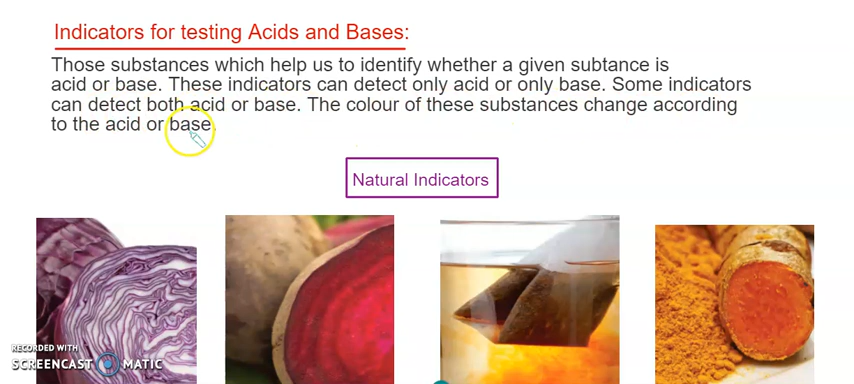 Indicators for testing Acids and Bases:
Those substances which help us to identify whether a given subtance is
acid or base. These indicators can detect only acid or only base. Some indicators
can detect both acid or base. The colour of these substances change according
to the acid or base.
Natural Indicators
RECORDED WITH
SCREENCAST MATIC